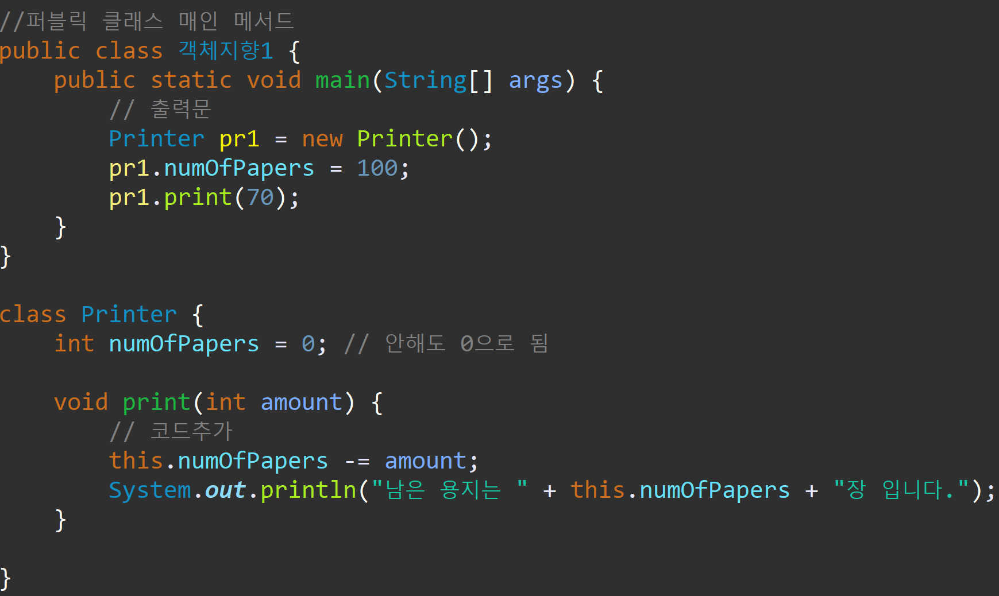 //퍼블릭 클래스 매인 메서드
public class 객체지향1 {
    public static void main(String[] args) {
        // 출력문
        Printer pr1 = new Printer();
        pr1.numOfPapers = 100;
        pr1.print(70);
    }
}
class Printer {
    int numOfPapers = 0; // 안해도 0으로 됨
    void print(int amount) {
        // 코드추가
        this.numOfPapers -= amount;
        System.out.println("남은 용지는 " + this.numOfPapers + "장 입니다.");
    }
}